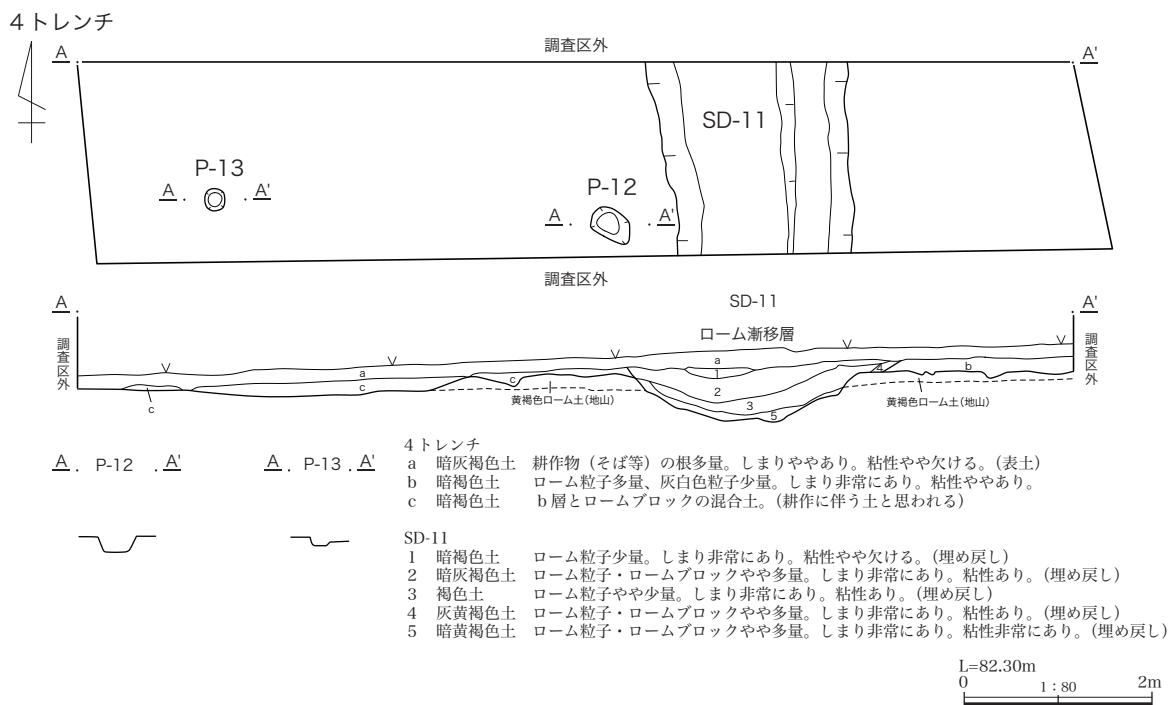 4トレンチ
調査区外
A
A'
SD-11
P-13
A
A'
P-12
A
A'
調査区外
A
SD-11
A'
ローム漸移層
調査区外
調査区外
a
a
1
4
b
c
c
c
2
3
5
黄褐色ローム土（地山）
黄褐色ローム土（地山）
A P-12 A'
A P-13 A'
4トレンチ
a 暗灰褐色土 耕作物（そば等）の根多量。しまりややあり。粘性やや欠ける。（表土）
b 暗褐色土 ローム粒子多量、灰白色粒子少量。しまり非常にあり。粘性ややあり。
c 暗褐色土 b層とロームブロックの混合土。（耕作に伴う土と思われる）
SD-11
1 暗褐色土 ローム粒子少量。しまり非常にあり。粘性やや欠ける。（埋め戻し）
2 暗灰褐色土 ローム粒子・ロームブロックやや多量。しまり非常にあり。粘性あり。（埋め戻し）
3 褐色土 ローム粒子やや少量。しまり非常にあり。粘性あり。（埋め戻し）
4 灰黄褐色土 ローム粒子・ロームブロックやや多量。しまり非常にあり。粘性あり。（埋め戻し）
5 暗黄褐色土 ローム粒子・ロームブロックやや多量。しまり非常にあり。粘性非常にあり。（埋め戻し）
L=82.30m
0 1：80 2m